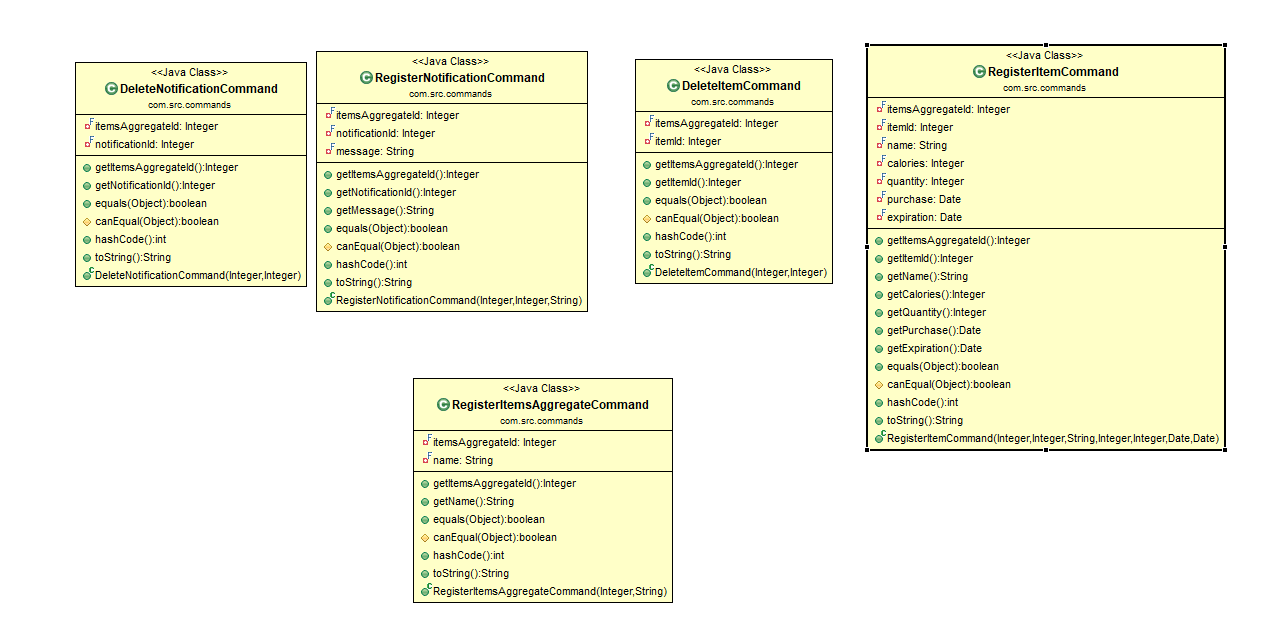 <<Java Class>>
DeleteNotificationCommand
com.src.commands
itemsAggregateId: Integer
notificationId: Integer
getItemsAggregateId():Integer
getNotificationId():Integer
equals(Object):boolean
canEqual(Object):boolean
hashCode():int
toString():String
DeleteNotificationCommand(Integer,Integer)
<<Java Class>>
RegisterNotificationCommand
com.src.commands
itemsAggregateId: Integer
notificationId: Integer
message: String
getItemsAggregateId():Integer
getNotificationId():Integer
getMessage():String
equals(Object):boolean
canEqual(Object):boolean
hashCode():int
toString():String
RegisterNotificationCommand(Integer,Integer,String)
<<Java Class>>
DeleteItemCommand
com.src.commands
itemsAggregateId: Integer
itemId: Integer
getItemsAggregateId():Integer
getItemId():Integer
equals(Object):boolean
canEqual(Object):boolean
hashCode():int
toString():String
DeleteItemCommand(Integer,Integer)
<<Java Class>>
RegisterItemCommand
com.src.commands
itemsAggregateId: Integer
itemId: Integer
name: String
calories: Integer
quantity: Integer
purchase: Date
expiration: Date
getItemsAggregateId():Integer
getItemId():Integer
getName():String
getCalories():Integer
getQuantity():Integer
getPurchase():Date
getExpiration():Date
equals(Object):boolean
canEqual(Object):boolean
hashCode():int
toString():String
RegisterItemCommand(Integer,Integer,String,Integer,Integer,Date,Date)
<<Java Class>>
RegisterItemsAggregateCommand
com.src.commands
itemsAggregateId: Integer
name: String
getItemsAggregateId():Integer
getName():String
equals(Object):boolean
canEqual(Object):boolean
hashCode():int
toString():String
RegisterItemsAggregateCommand(Integer,String)